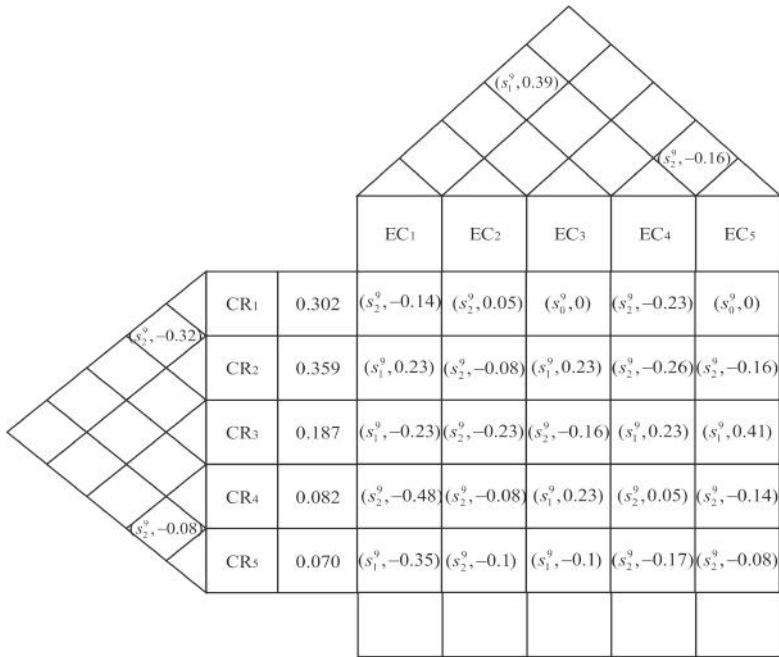 (s₁⁹, 0.39)
(s₂⁹, −0.16)
EC₁ EC₂ EC₃ EC₄ EC₅
CR₁ 0.302 (s₂⁹, −0.14) (s₂⁹, 0.05) (s₀⁹, 0) (s₂⁹, −0.23) (s₀⁹, 0)
(s₂⁹, −0.32)
CR₂ 0.359 (s₁⁹, 0.23) (s₂⁹, −0.08) (s₁⁹, 0.23) (s₂⁹, −0.26) (s₂⁹, −0.16)
CR₃ 0.187 (s₁⁹, −0.23) (s₂⁹, −0.23) (s₂⁹, −0.16) (s₁⁹, 0.23) (s₁⁹, 0.41)
CR₄ 0.082 (s₂⁹, −0.48) (s₂⁹, −0.08) (s₁⁹, 0.23) (s₂⁹, 0.05) (s₂⁹, −0.14)
(s₂⁹, −0.08)
CR₅ 0.070 (s₁⁹, −0.35) (s₂⁹, −0.1) (s₁⁹, −0.1) (s₂⁹, −0.17) (s₂⁹, −0.08)